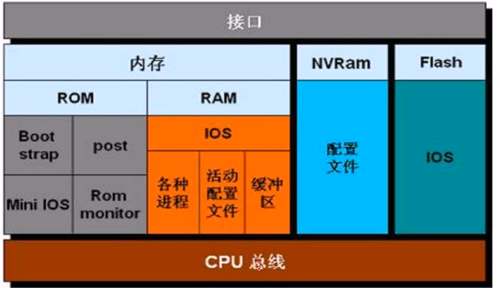 接口
内存
NVRam
Flash
ROM
RAM
Boot
strap
post
Mini IOS
Rom
monitor
IOS
各种
进程
活动
配置
文件
缓冲
区
配置
文件
IOS
CPU 总线